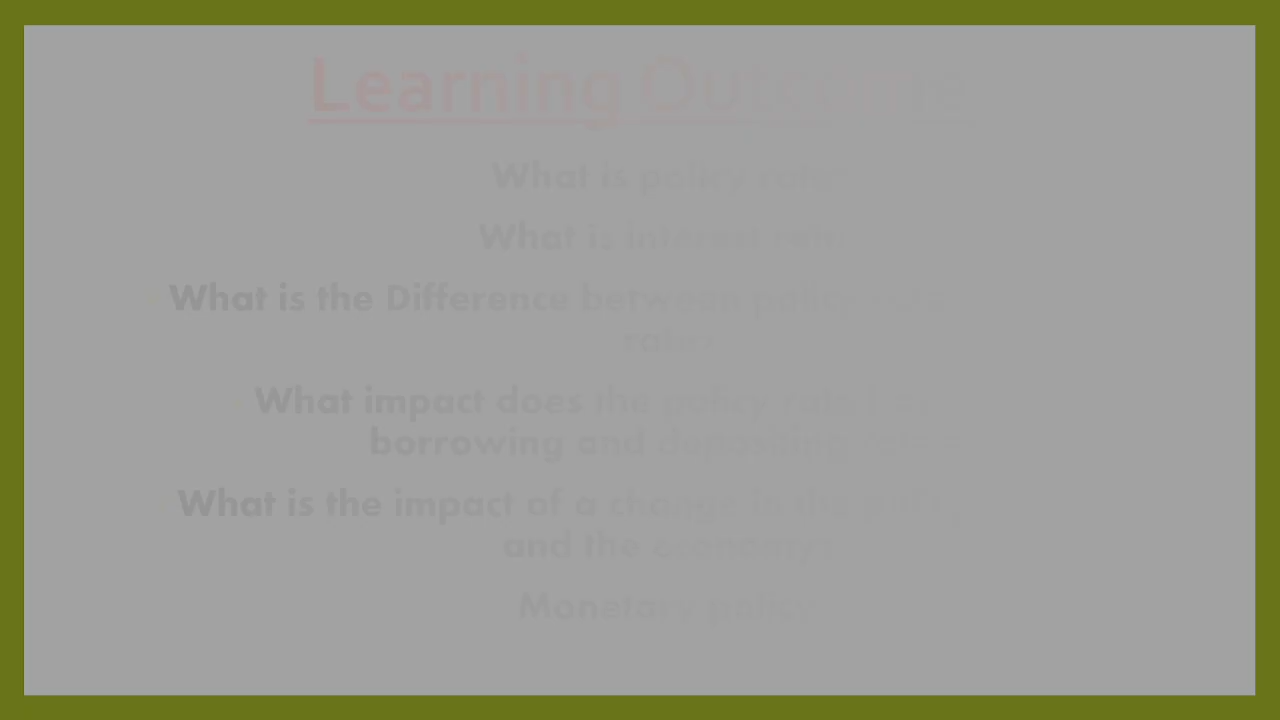 Learning Outcome
What is policy rate?
What is interest rate
What is the Difference between policy rate
rate?
What impact does the policy rate
borrowing and depositing rates
What is the impact of a change in the policy
and the economy?
Monetary policy